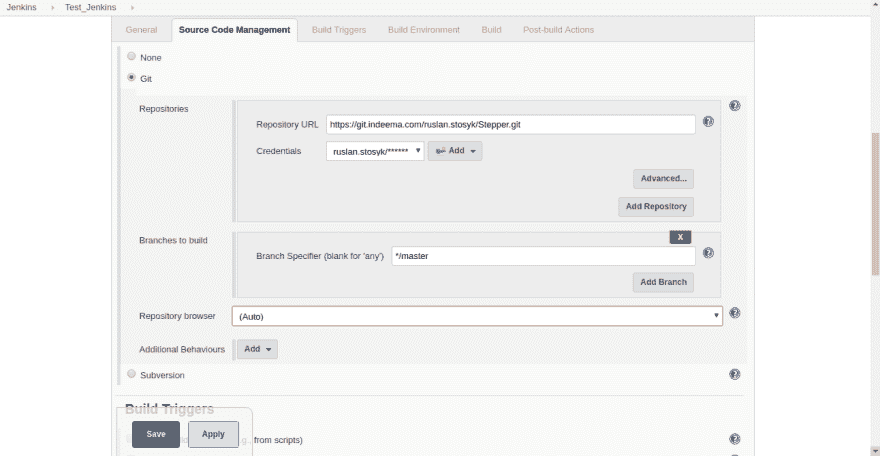 Jenkins Test_Jenkins
General Source Code Management Build Triggers Build Environment Build Post-build Actions
None
Git
Repositories
Repository URL https://git.indeema.com/ruslan.stosyk/Stepper.git
Credentials ruslan.stosyk/****** Add
Advanced...
Add Repository
Branches to build
X
Branch Specifier (blank for 'any') */master
Add Branch
Repository browser (Auto)
Additional Behaviours Add
Subversion
Build Triggers
from scripts)
Save Apply